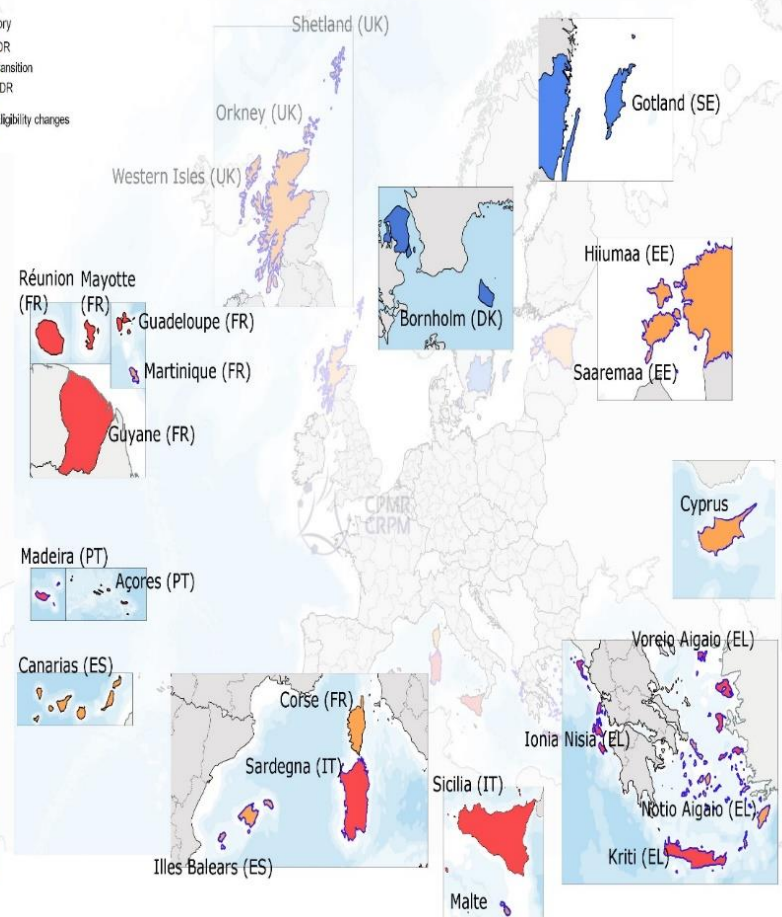 ory
DR
ransition
DR
ligibility changes
Shetland (UK)
Orkney (UK)
Western Isles (UK)
Gotland (SE)
Bornholm (DK)
Hiiumaa (EE)
Saaremaa (EE)
Réunion
(FR)
Mayotte
(FR)
Guadeloupe (FR)
Martinique (FR)
Guyane (FR)
CPMR
CRPM
Cyprus
Madeira (PT)
Açores (PT)
Canarias (ES)
Corse (FR)
Sardegna (IT)
Illes Balears (ES)
Sicilia (IT)
Malte
Voreio Aigaio (EL)
Ionia Nisia (EL)
Notio Aigaio (EL)
Kriti (EL)